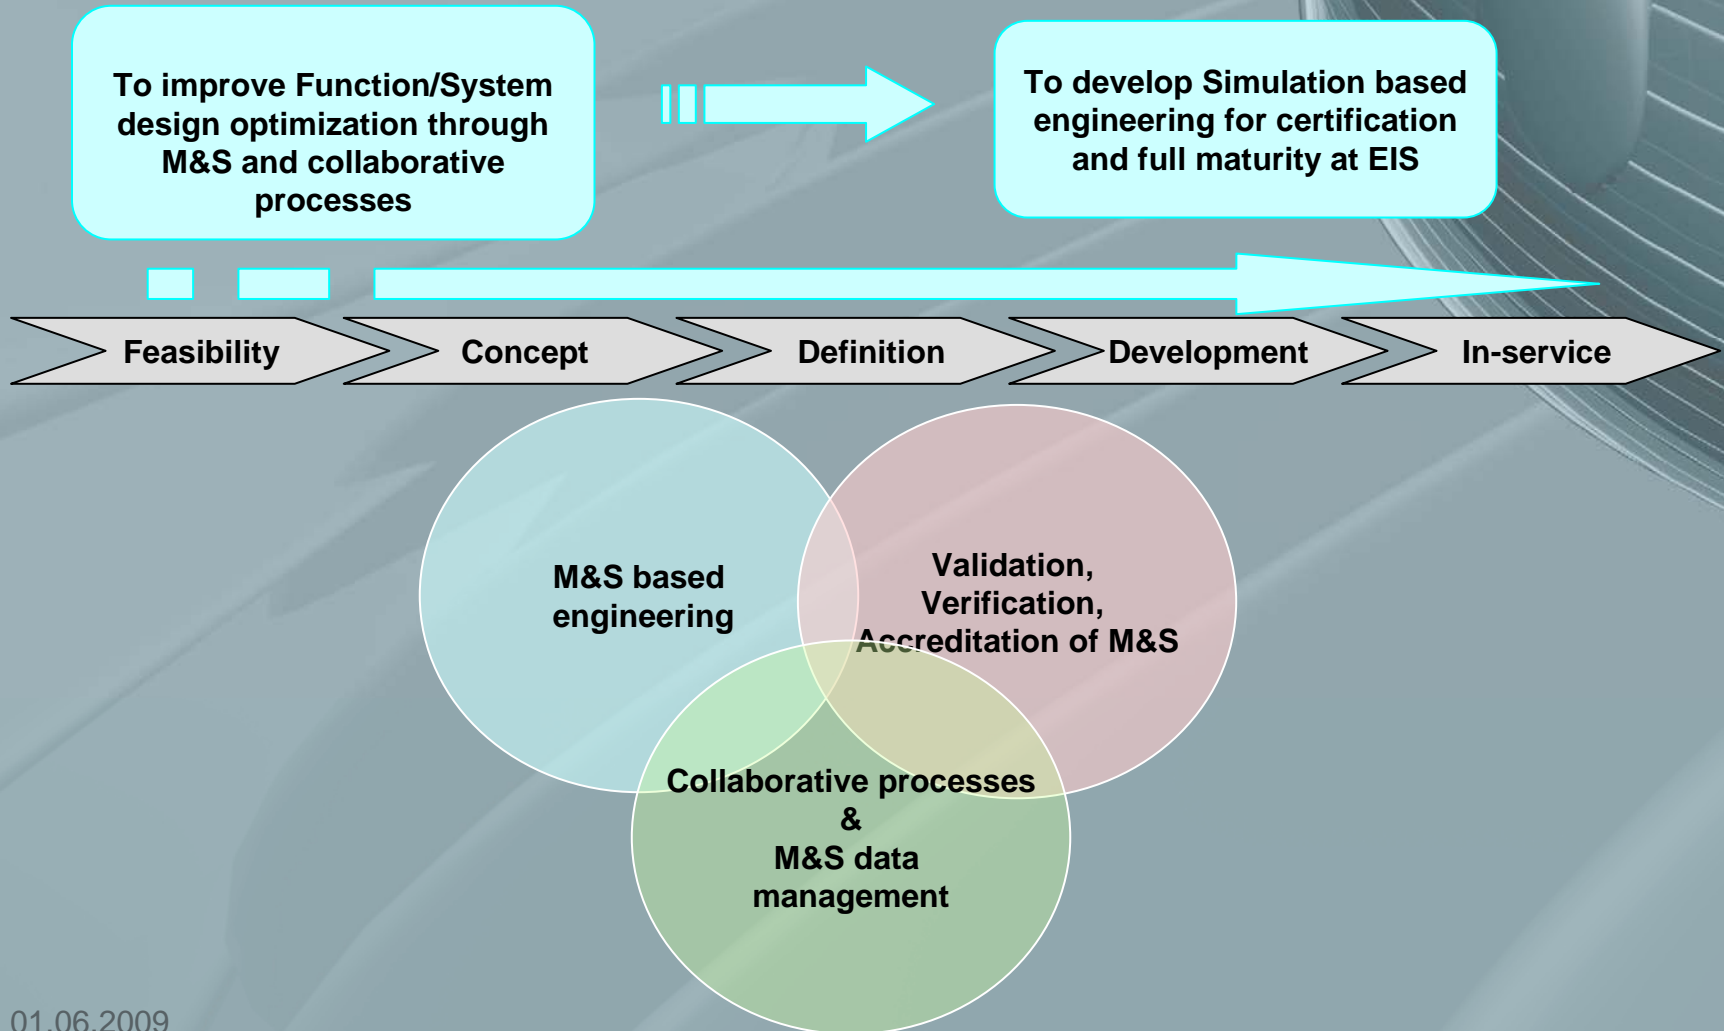 To improve Function/System
design optimization through
M&S and collaborative
processes
To develop Simulation based
engineering for certification
and full maturity at EIS
Feasibility
Concept
Definition
Development
In-service
M&S based
engineering
Validation,
Verification,
Accreditation of M&S
Collaborative processes
&
M&S data
management
01.06.2009